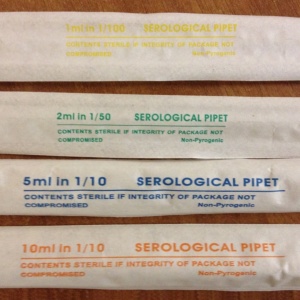 1ml in 1/100 SEROLOGICAL PIPET
CONTENTS STERILE IF INTEGRITY OF PACKAGE NOT
COMPROMISED Non-Pyrogenic
2ml in 1/50 SEROLOGICAL PIPET
CONTENTS STERILE IF INTEGRITY OF PACKAGE NOT
COMPROMISED Non-Pyrogenic
5ml in 1/10 SEROLOGICAL PIPET
CONTENTS STERILE IF INTEGRITY OF PACKAGE NOT
COMPROMISED Non-Pyrogenic
10ml in 1/10 SEROLOGICAL PIPET
CONTENTS STERILE IF INTEGRITY OF PACKAGE NOT
COMPROMISED Non-Pyrogenic